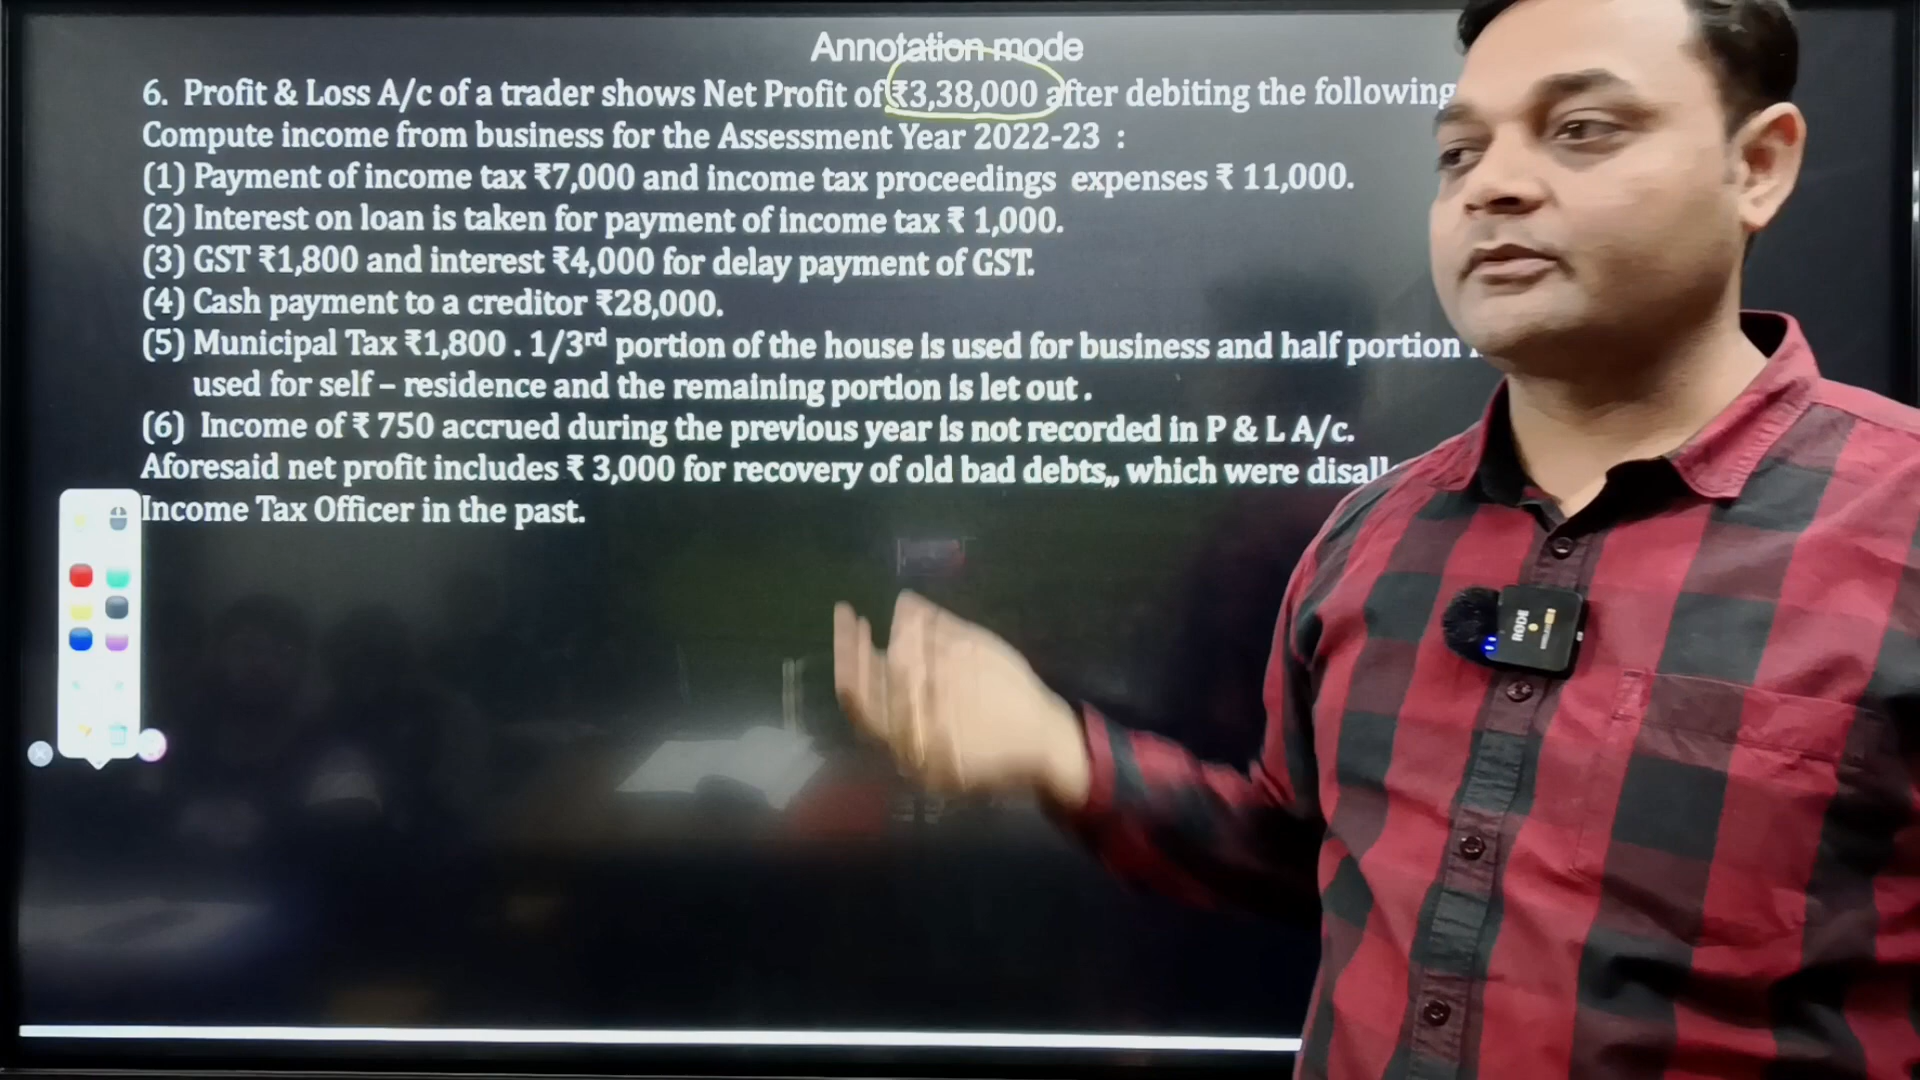 Annotation mode
6. Profit & Loss A/c of a trader shows Net Profit of ₹3,38,000 after debiting the following
Compute income from business for the Assessment Year 2022-23 :
(1) Payment of income tax ₹7,000 and income tax proceedings expenses ₹ 11,000.
(2) Interest on loan is taken for payment of income tax ₹ 1,000.
(3) GST ₹1,800 and interest ₹4,000 for delay payment of GST.
(4) Cash payment to a creditor ₹28,000.
(5) Municipal Tax ₹1,800 . 1/3rd portion of the house is used for business and half portion
used for self – residence and the remaining portion is let out .
(6) Income of ₹ 750 accrued during the previous year is not recorded in P & L A/c.
Aforesaid net profit includes ₹ 3,000 for recovery of old bad debts,, which were
Income Tax Officer in the past.
RODE